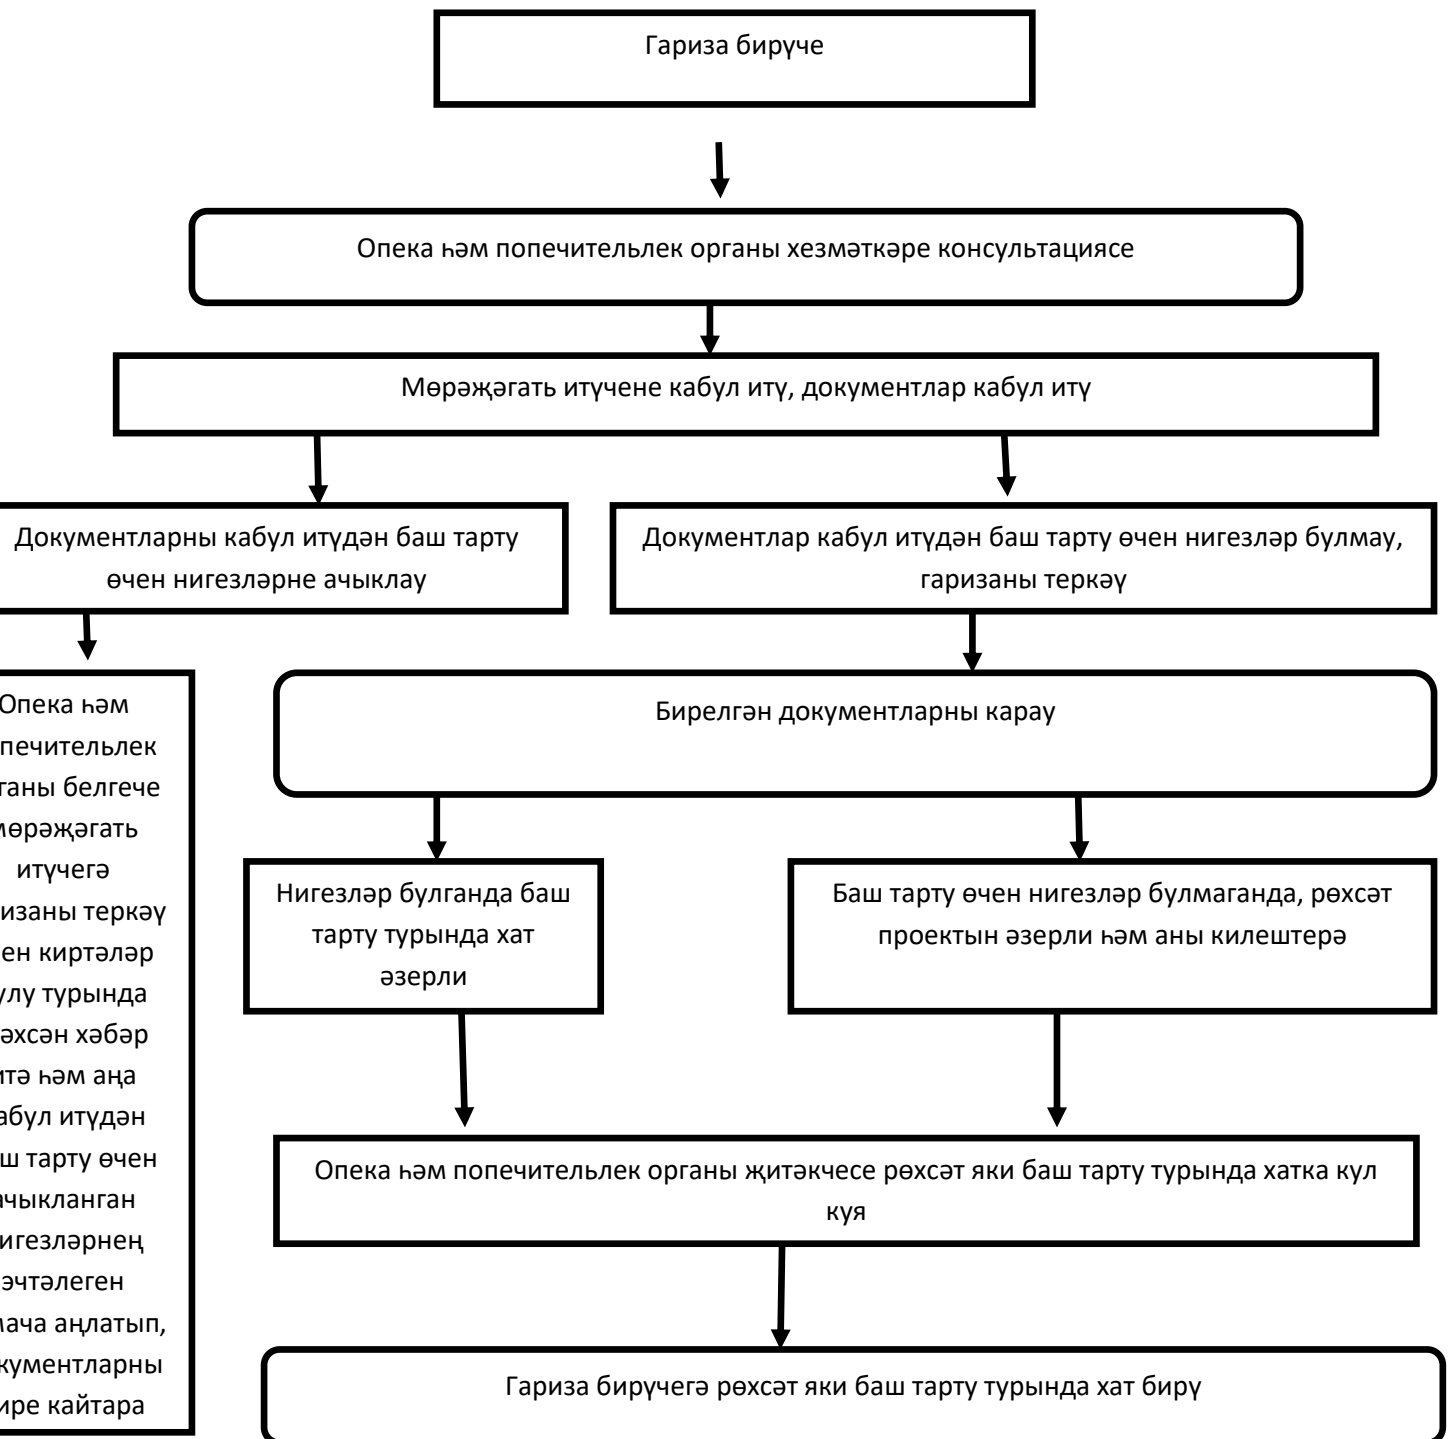 Гариза бирүче
Опека һәм попечительлек органы хезмәткәре консультациясе
Мөрәҗәгать итүчене кабул итү, документлар кабул итү
Документларны кабул итүдән баш тарту
өчен нигезләрне ачыклау
Документлар кабул итүдән баш тарту өчен нигезләр булмау,
гаризаны теркәү
Опека һәм
печительлек
ганы белгече
мөрәҗәгать
итүчегә
ризаны теркәү
ен киртәләр
улу турында
әхсән хәбәр
итә һәм аңа
абул итүдән
ш тарту өчен
ачыкланган
игезләрнең
эчтәлеген
мача аңлатып,
кументларны
ире кайтара
Бирелгән документларны карау
Нигезләр булганда баш
тарту турында хат
әзерли
Баш тарту өчен нигезләр булмаганда, рөхсәт
проектын әзерли һәм аны килештерә
Опека һәм попечительлек органы җитәкчесе рөхсәт яки баш тарту турында хатка кул
куя
Гариза бирүчегә рөхсәт яки баш тарту турында хат бирү